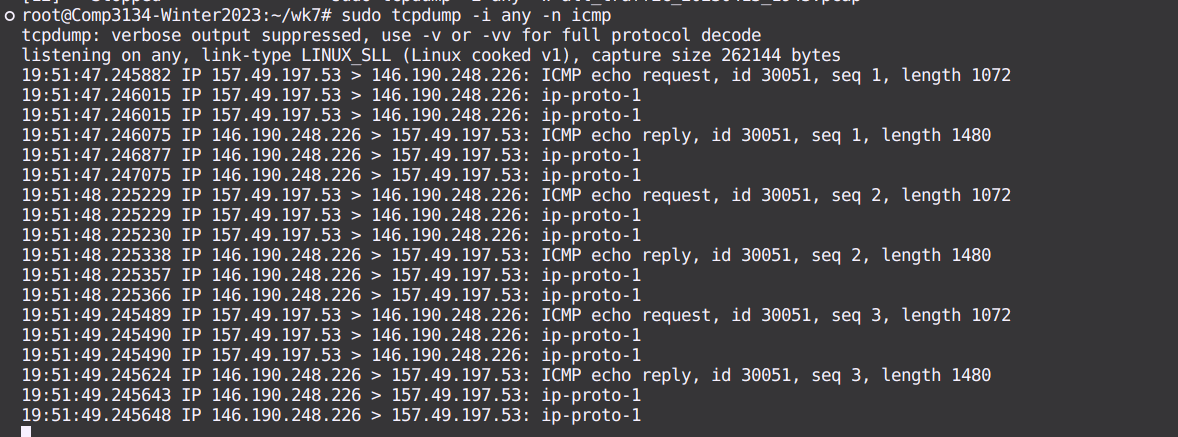 root@Comp3134-Winter2023:~/wk7# sudo tcpdump -i any -n icmp
tcpdump: verbose output suppressed, use -v or -vv for full protocol decode
listening on any, link-type LINUX_SLL (Linux cooked v1), capture size 262144 bytes
19:51:47.245882 IP 157.49.197.53 > 146.190.248.226: ICMP echo request, id 30051, seq 1, length 1072
19:51:47.246015 IP 157.49.197.53 > 146.190.248.226: ip-proto-1
19:51:47.246015 IP 157.49.197.53 > 146.190.248.226: ip-proto-1
19:51:47.246075 IP 146.190.248.226 > 157.49.197.53: ICMP echo reply, id 30051, seq 1, length 1480
19:51:47.246877 IP 146.190.248.226 > 157.49.197.53: ip-proto-1
19:51:47.247075 IP 146.190.248.226 > 157.49.197.53: ip-proto-1
19:51:48.225229 IP 157.49.197.53 > 146.190.248.226: ICMP echo request, id 30051, seq 2, length 1072
19:51:48.225229 IP 157.49.197.53 > 146.190.248.226: ip-proto-1
19:51:48.225230 IP 157.49.197.53 > 146.190.248.226: ip-proto-1
19:51:48.225338 IP 146.190.248.226 > 157.49.197.53: ICMP echo reply, id 30051, seq 2, length 1480
19:51:48.225357 IP 146.190.248.226 > 157.49.197.53: ip-proto-1
19:51:48.225366 IP 146.190.248.226 > 157.49.197.53: ip-proto-1
19:51:49.245489 IP 157.49.197.53 > 146.190.248.226: ICMP echo request, id 30051, seq 3, length 1072
19:51:49.245490 IP 157.49.197.53 > 146.190.248.226: ip-proto-1
19:51:49.245490 IP 157.49.197.53 > 146.190.248.226: ip-proto-1
19:51:49.245624 IP 146.190.248.226 > 157.49.197.53: ICMP echo reply, id 30051, seq 3, length 1480
19:51:49.245643 IP 146.190.248.226 > 157.49.197.53: ip-proto-1
19:51:49.245648 IP 146.190.248.226 > 157.49.197.53: ip-proto-1